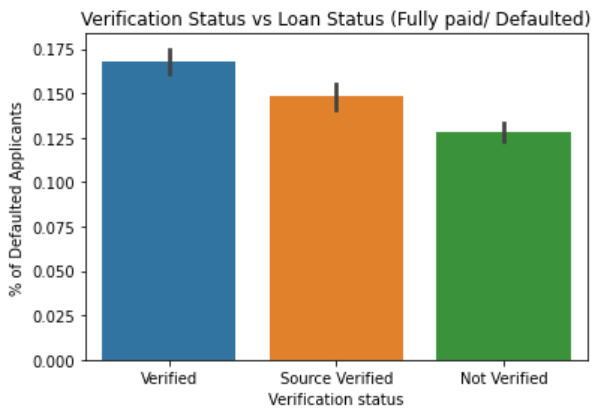 Verification Status vs Loan Status (Fully paid/ Defaulted)
% of Defaulted Applicants
0.175
0.150
0.125
0.100
0.075
0.050
0.025
0.000
Verified
Source Verified
Not Verified
Verification status